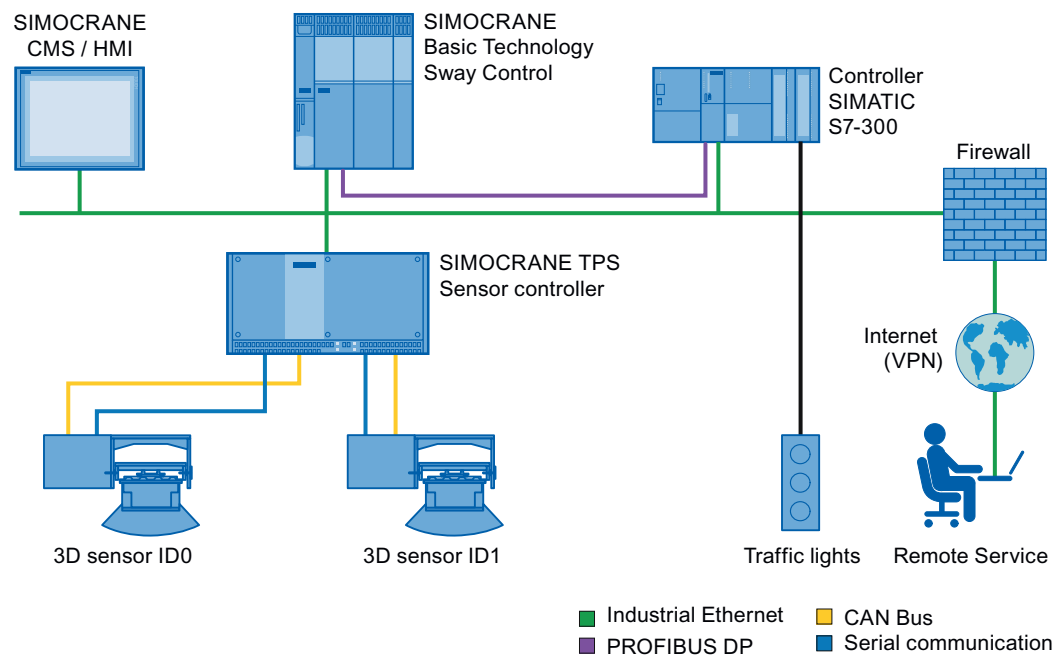 SIMOCRANE
CMS / HMI
SIMOCRANE
Basic Technology
Sway Control
Controller
SIMATIC
S7-300
Firewall
SIMOCRANE TPS
Sensor controller
Internet
(VPN)
3D sensor ID0
3D sensor ID1
Traffic lights
Remote Service
Industrial Ethernet
PROFIBUS DP
CAN Bus
Serial communication